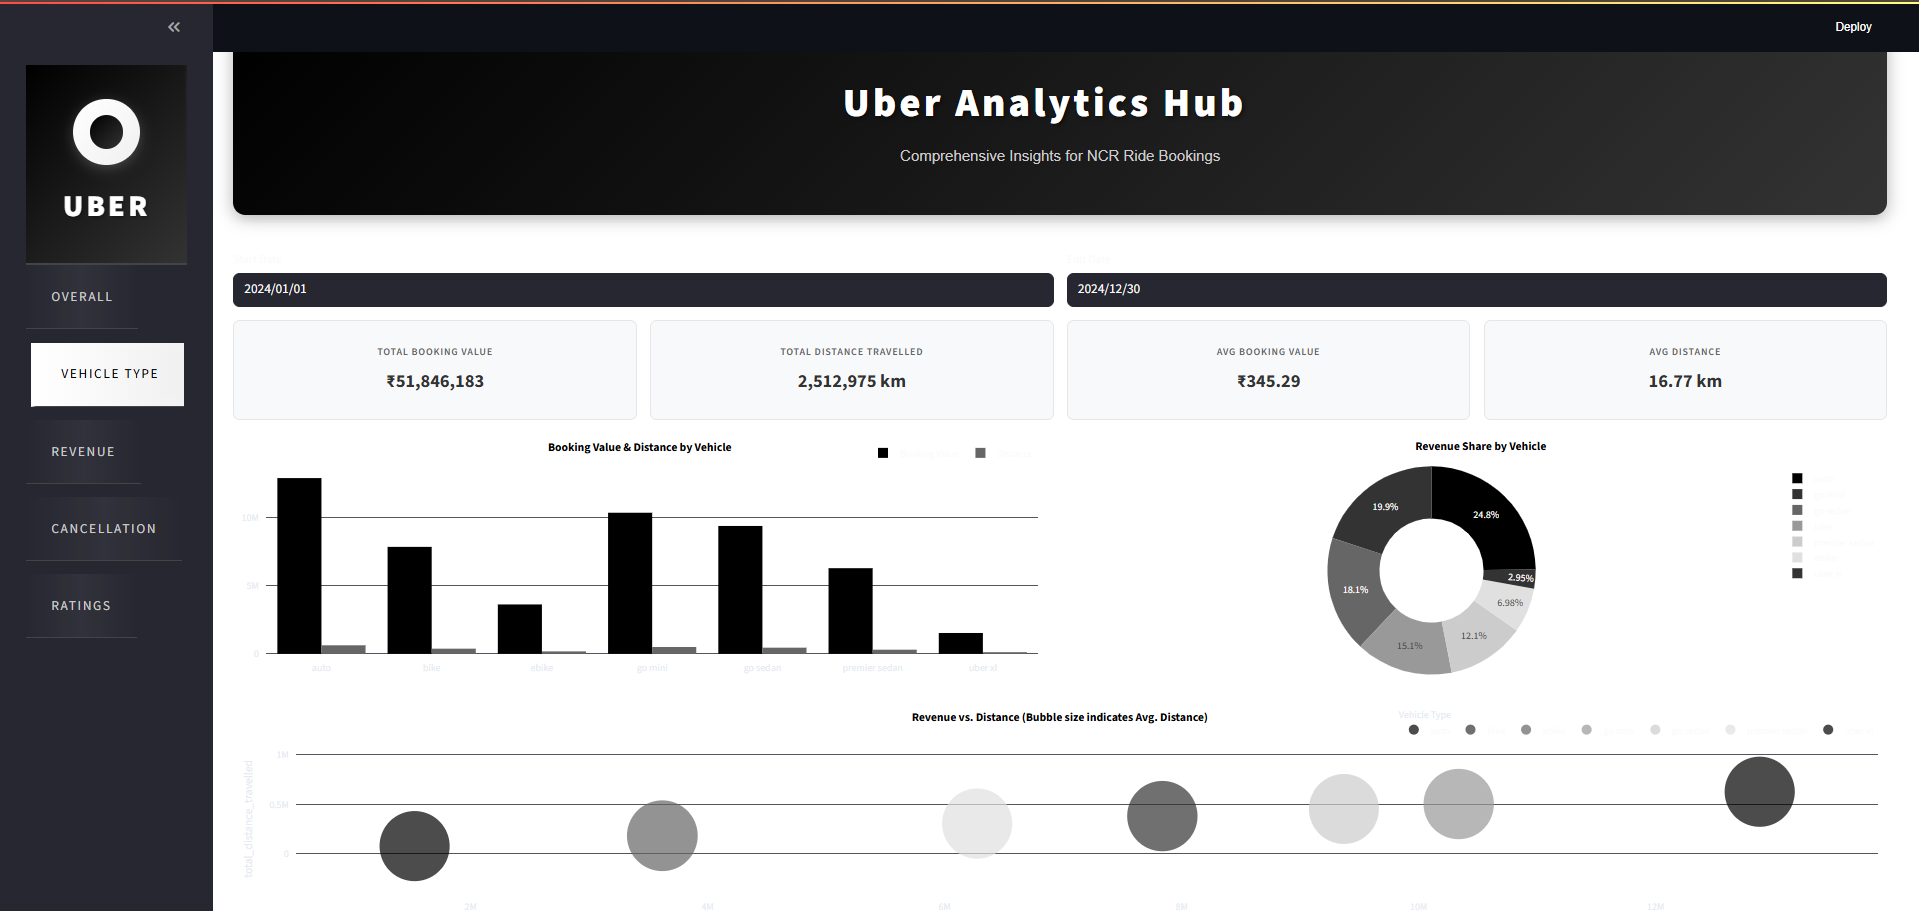 Deploy
UBER
OVERALL
VEHICLE TYPE
REVENUE
CANCELLATION
RATINGS
Uber Analytics Hub
Comprehensive Insights for NCR Ride Bookings
2024/01/01
2024/12/30
TOTAL BOOKING VALUE
₹51,846,183
TOTAL DISTANCE TRAVELLED
2,512,975 km
AVG BOOKING VALUE
₹345.29
AVG DISTANCE
16.77 km
Booking Value & Distance by Vehicle
10M
5M
0
auto
bike
ebike
go mini
go sedan
premier sedan
uber xl
Revenue Share by Vehicle
19.9%
24.8%
2.95%
18.1%
6.98%
12.1%
15.1%
Revenue vs. Distance (Bubble size indicates Avg. Distance)
Vehicle Type
total_distance_travelled
1M
0.5M
0
2M
4M
6M
8M
10M
12M